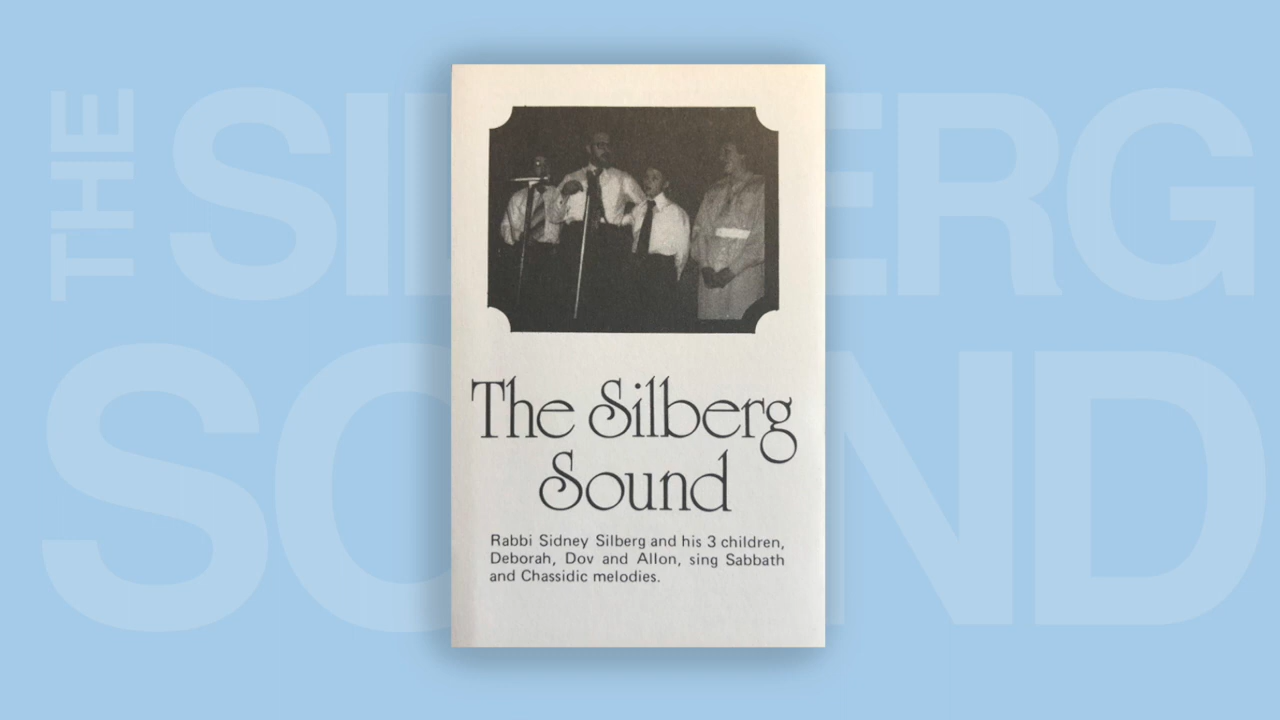 THE SILBERG
SOUND
The Silberg
Sound
Rabbi Sidney Silberg and his 3 children,
Deborah, Dov and Allon, sing Sabbath
and Chassidic melodies.